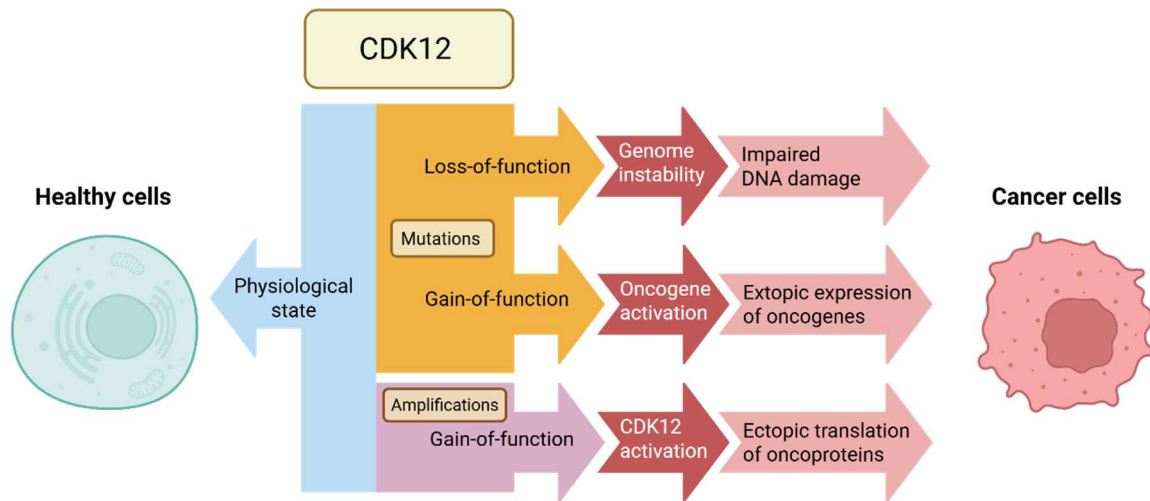 CDK12
Healthy cells
Physiological
state
Mutations
Loss-of-function
Genome
instability
Impaired
DNA damage
Gain-of-function
Oncogene
activation
Extopic expression
of oncogenes
Amplifications
Gain-of-function
CDK12
activation
Ectopic translation
of oncoproteins
Cancer cells